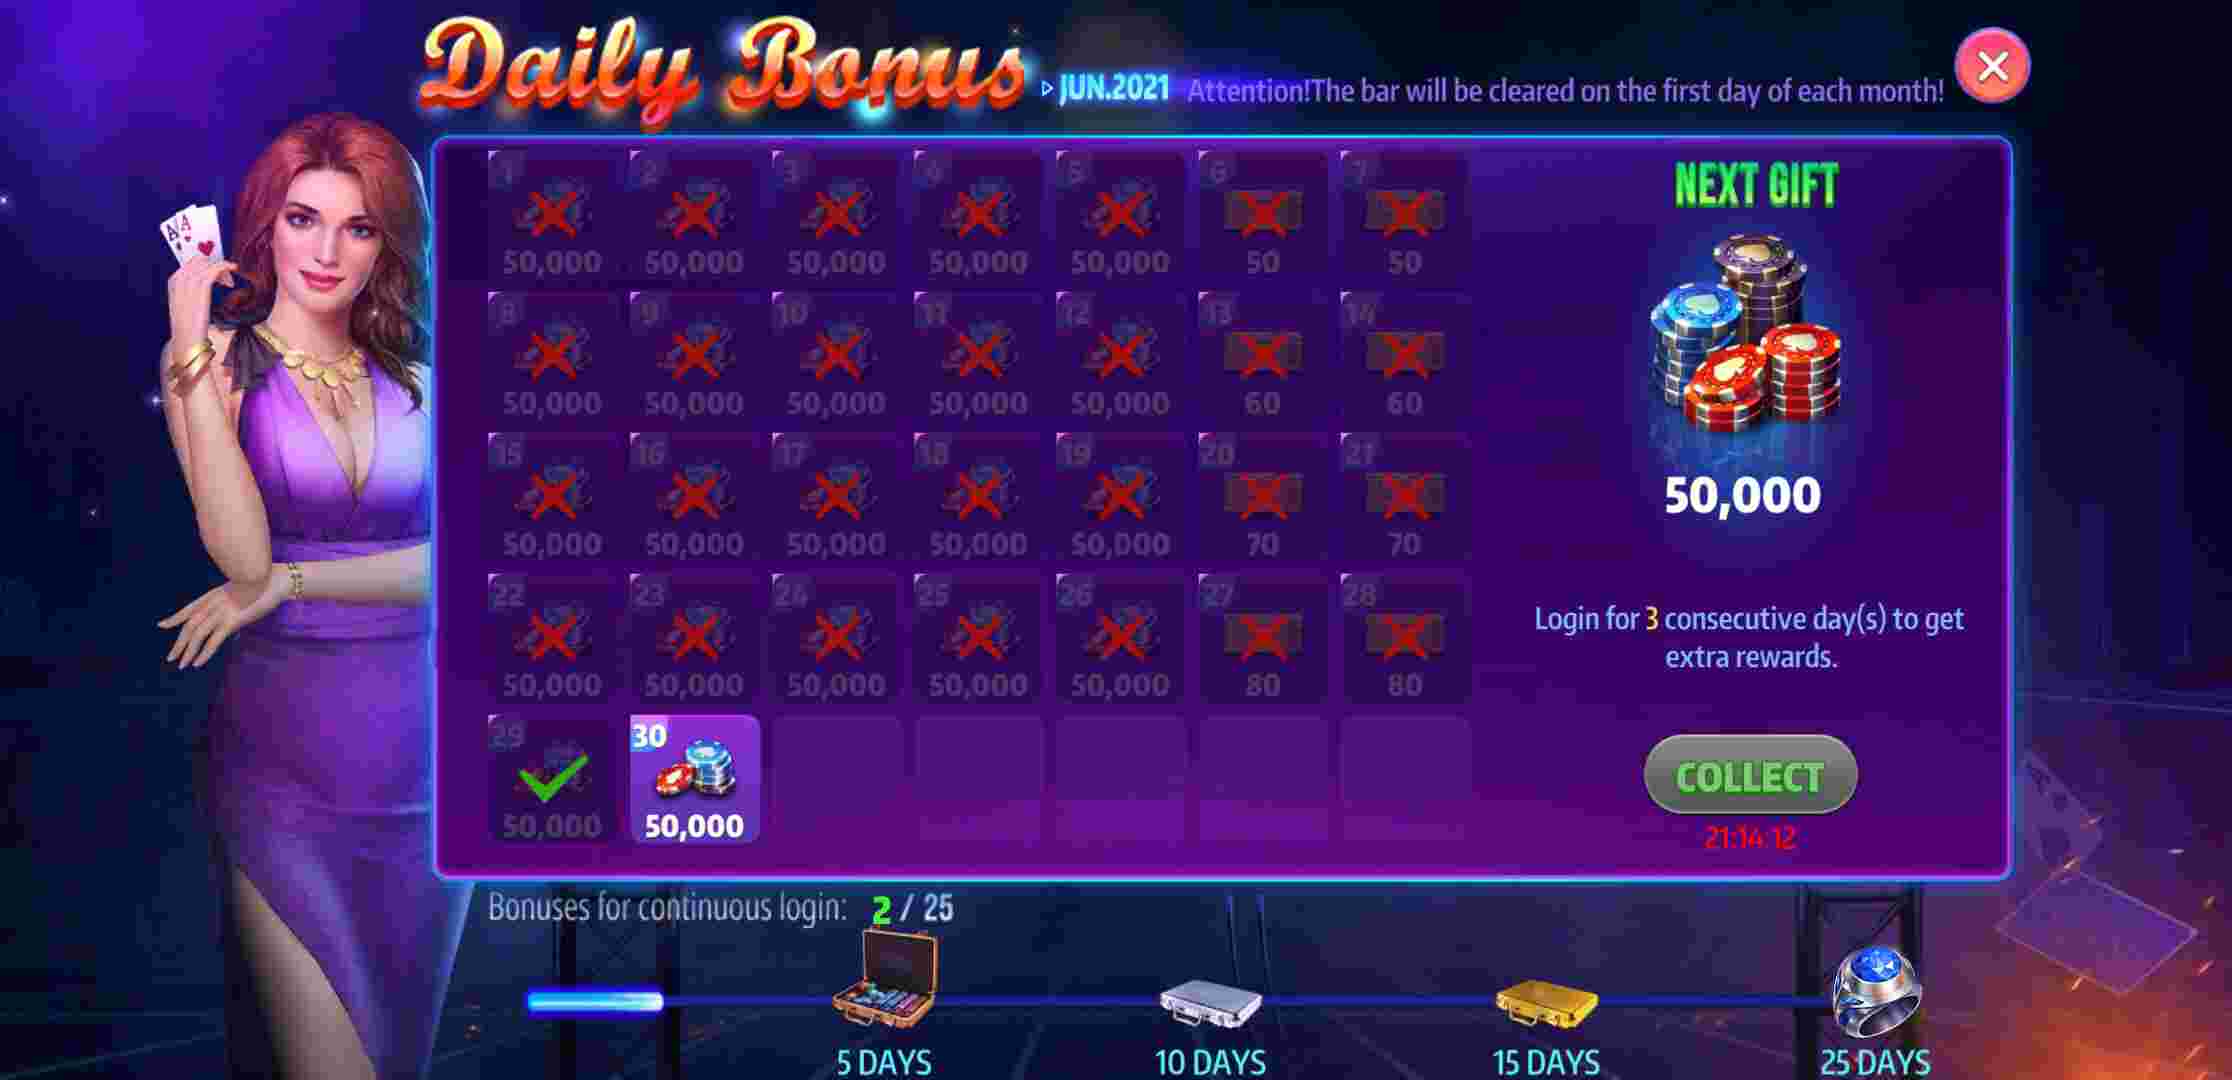 Daily Bonus
JUN.2021
Attention!The bar will be cleared on the first day of each month!
1 2 3 4 5 6 7
50,000 50,000 50,000 50,000 50,000 50 50
8 9 10 11 12 13 14
50,000 50,000 50,000 50,000 50,000 60 60
15 16 17 18 19 20 21
50,000 50,000 50,000 50,000 50,000 70 70
22 23 24 25 26 27 28
50,000 50,000 50,000 50,000 50,000 80 80
29 30
50,000 50,000
NEXT GIFT
50,000
Login for 3 consecutive day(s) to get
extra rewards.
COLLECT
21:14:12
Bonuses for continuous login: 2 / 25
5 DAYS 10 DAYS 15 DAYS 25 DAYS
A A